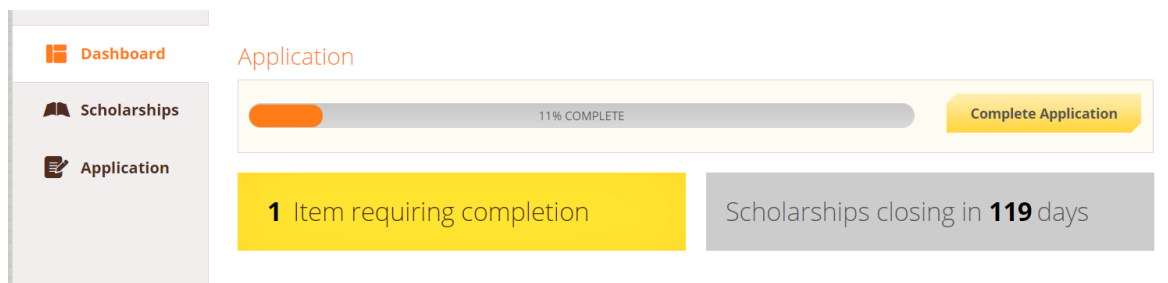 Dashboard
Scholarships
Application
Application
11% COMPLETE
Complete Application
1 Item requiring completion
Scholarships closing in 119 days